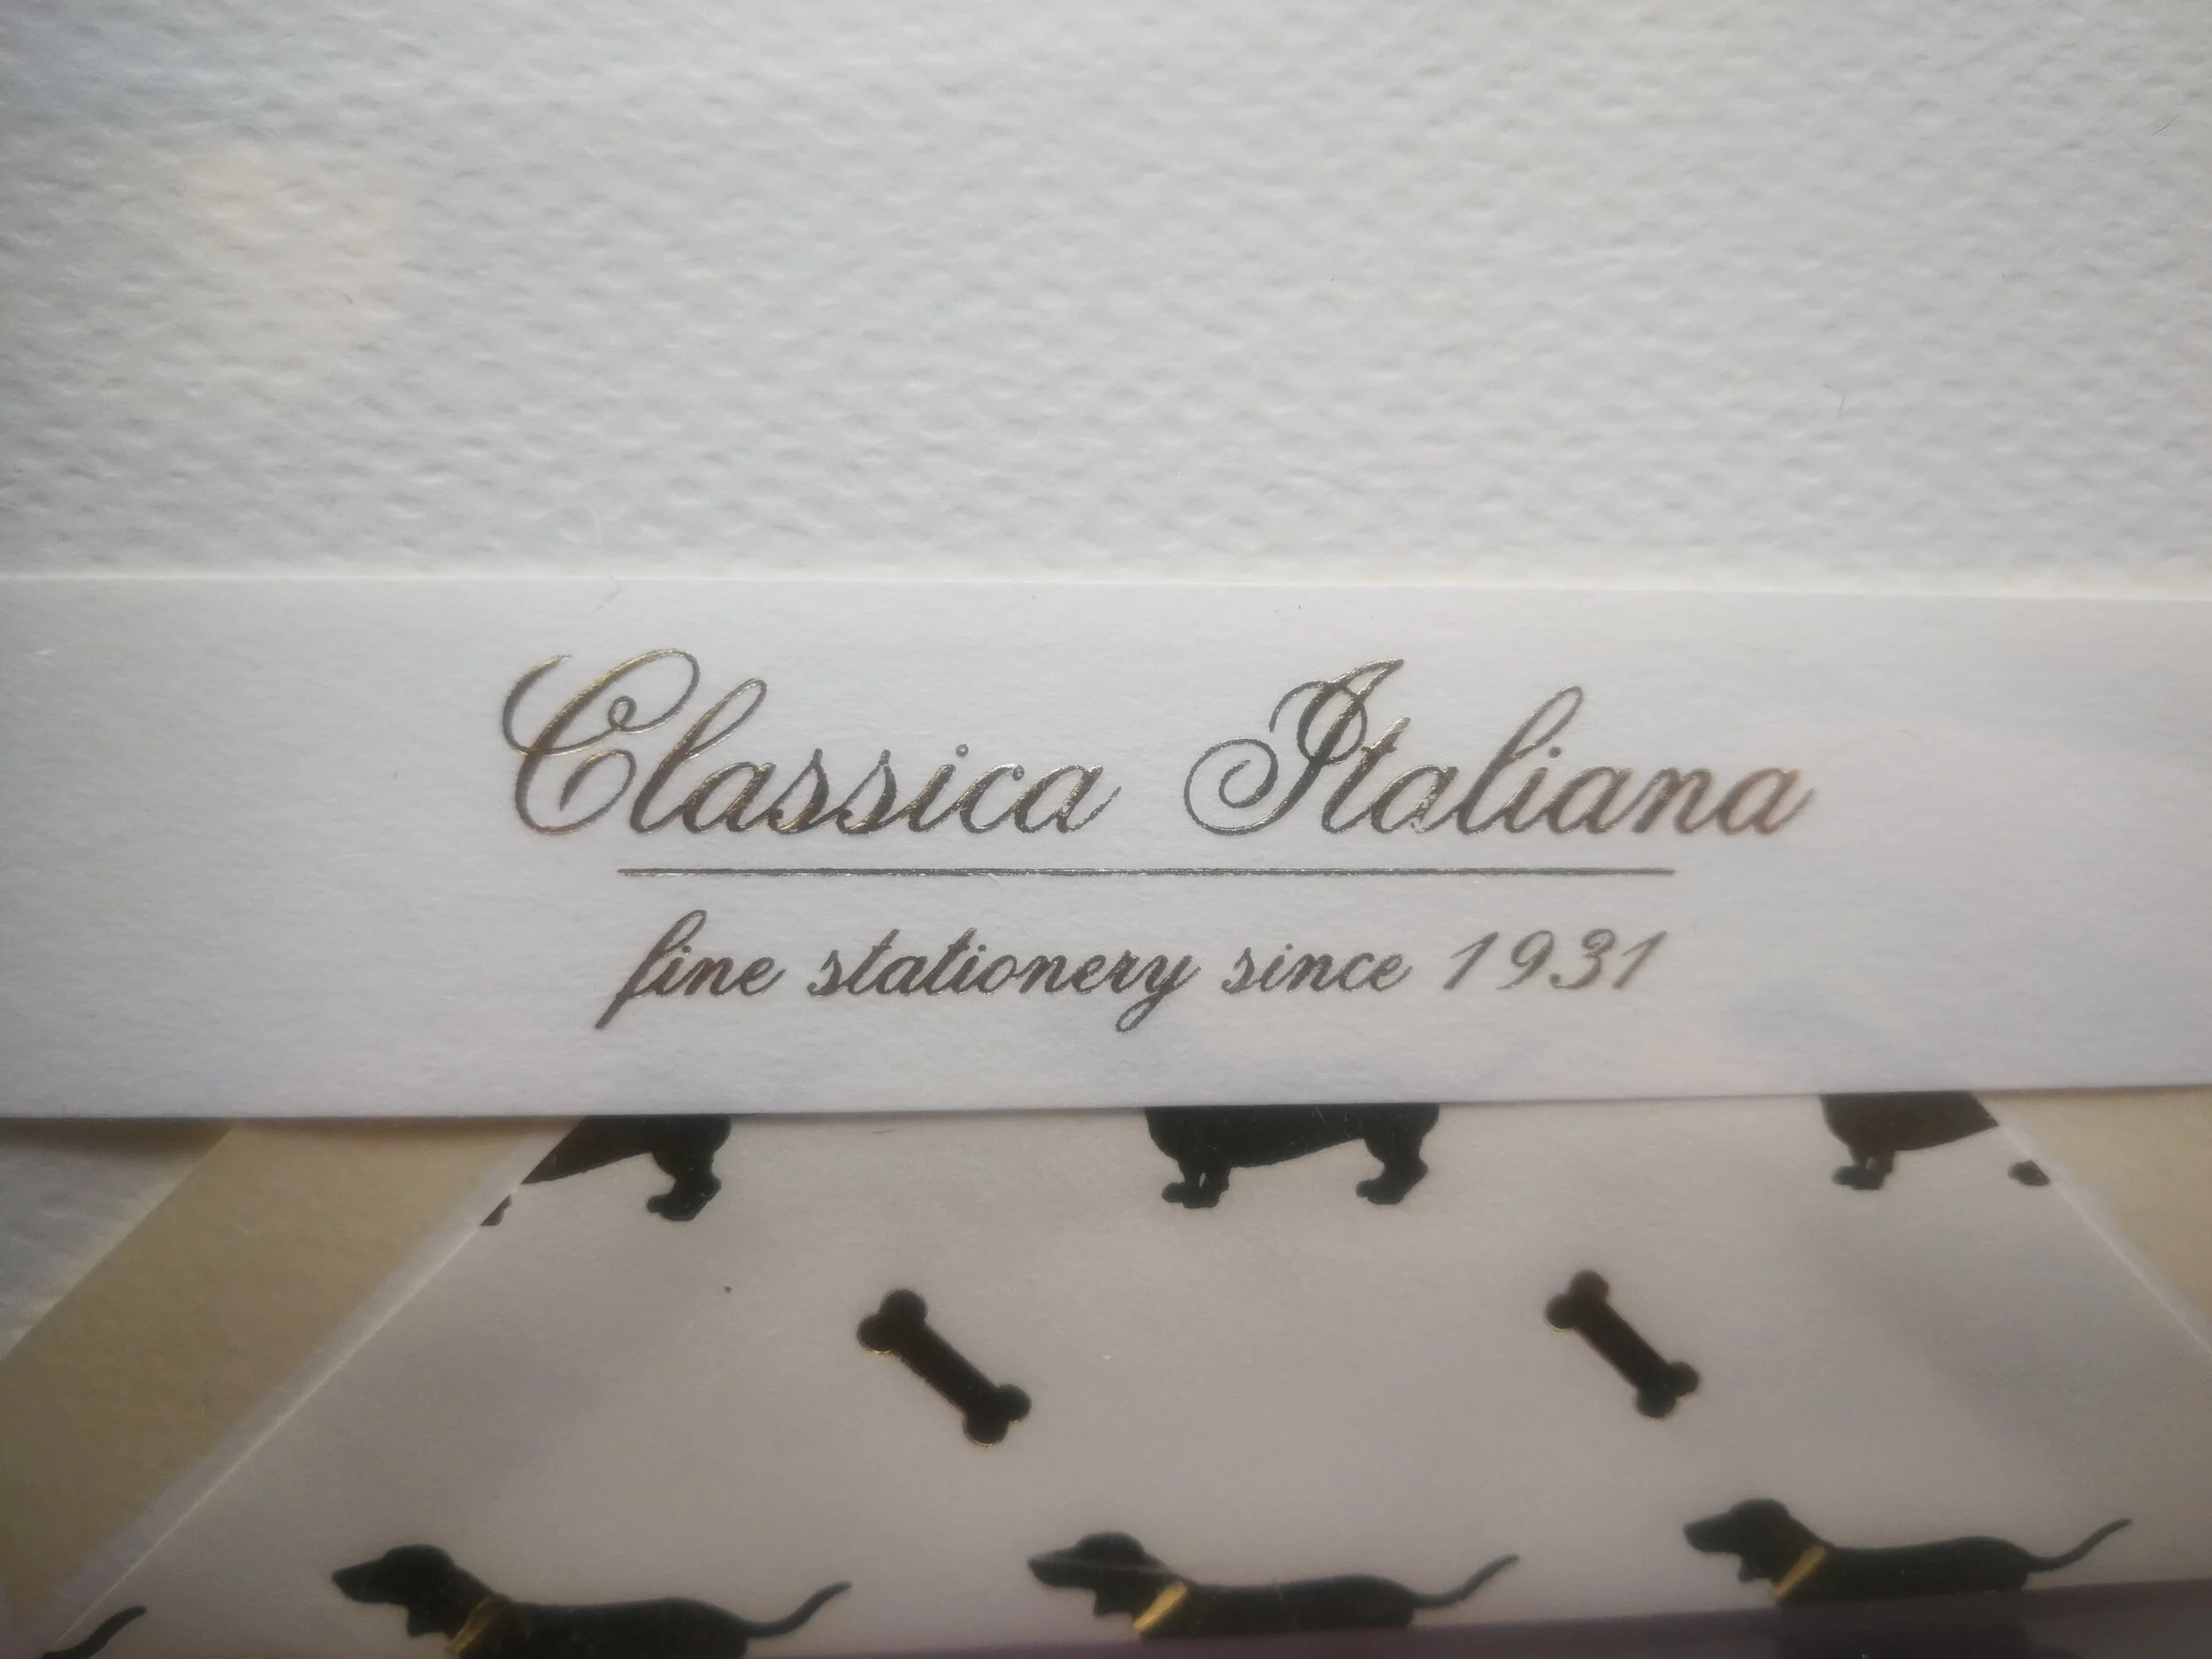 Classica Italiana
fine stationery since 1931